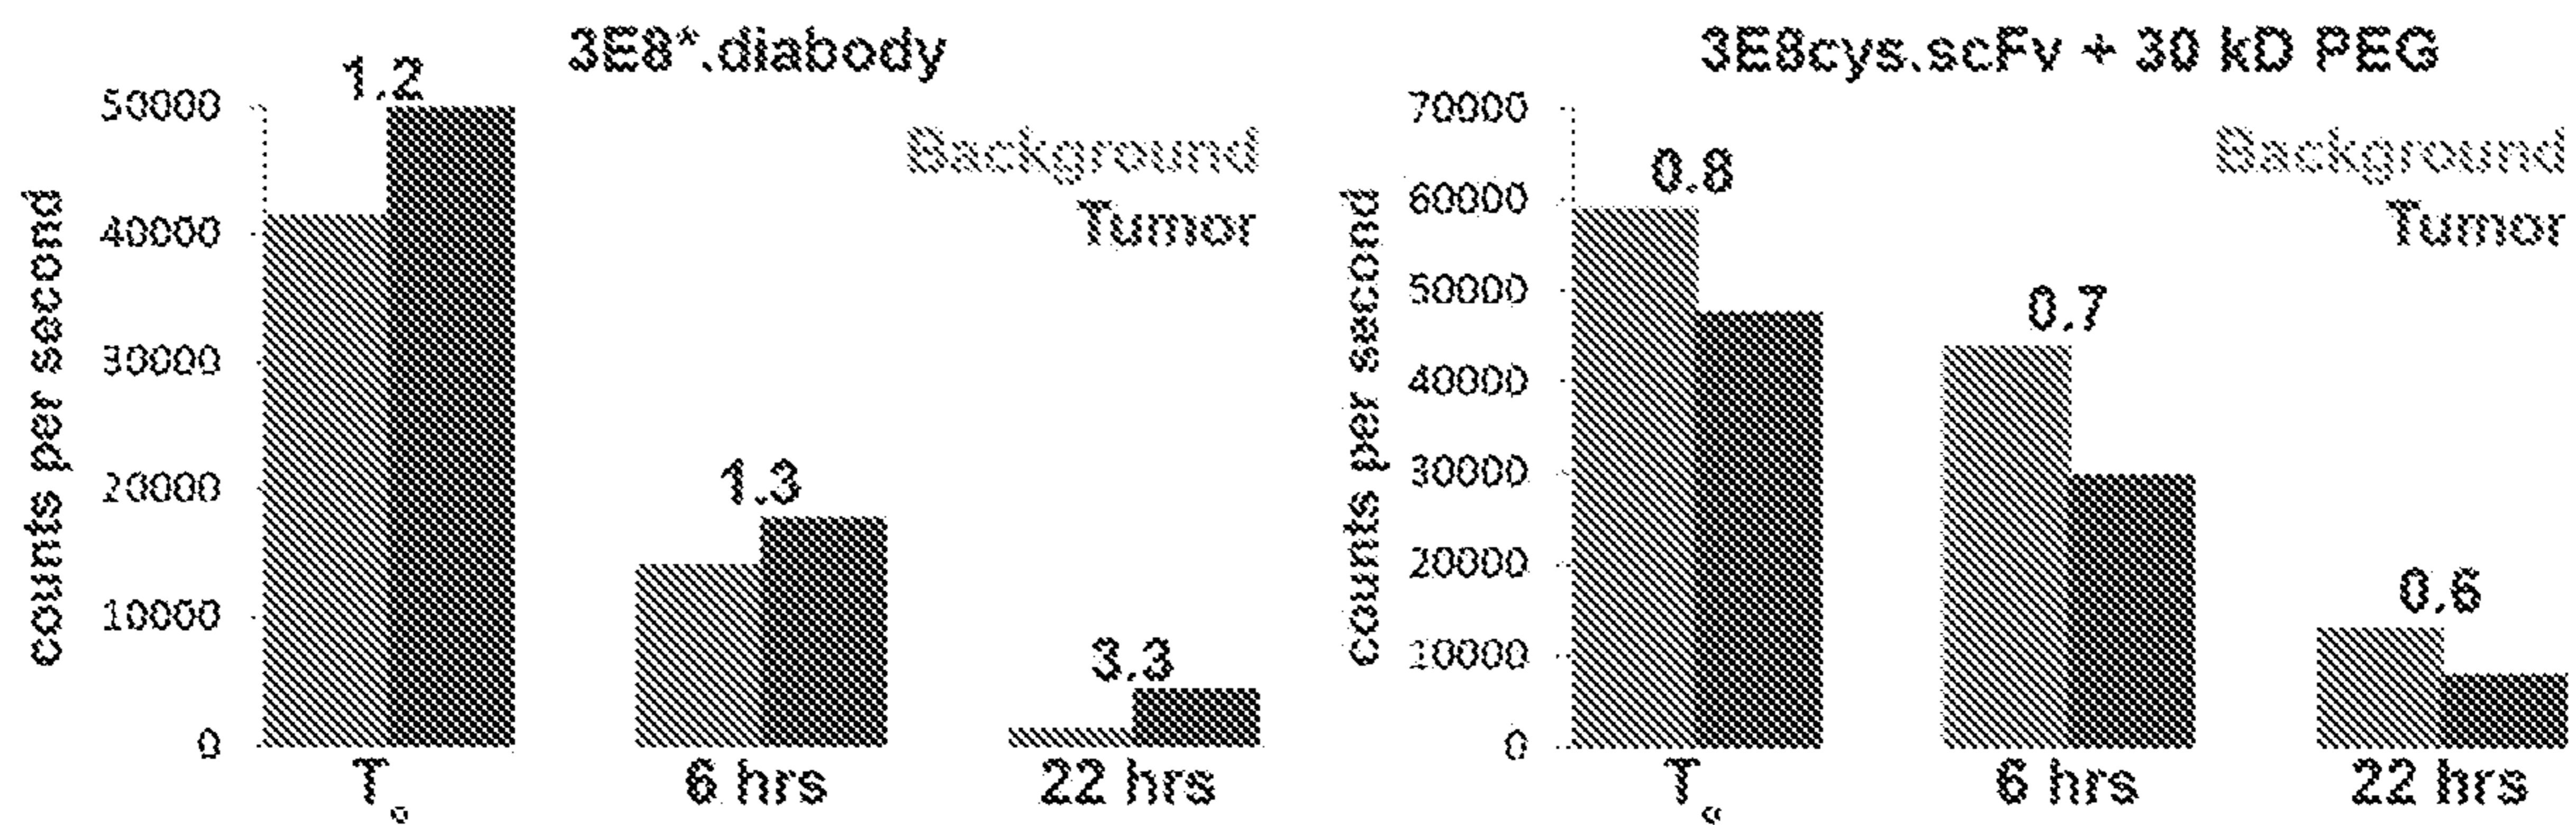 3E8*.diabody
counts per second
50000
40000
30000
20000
10000
0
1.2
1.3
3.3
Background
Tumor
T₀
6 hrs
22 hrs
3E8cys.scFv + 30 kD PEG
counts per second
70000
60000
50000
40000
30000
20000
10000
0
0.8
0.7
0.6
Background
Tumor
T₀
6 hrs
22 hrs